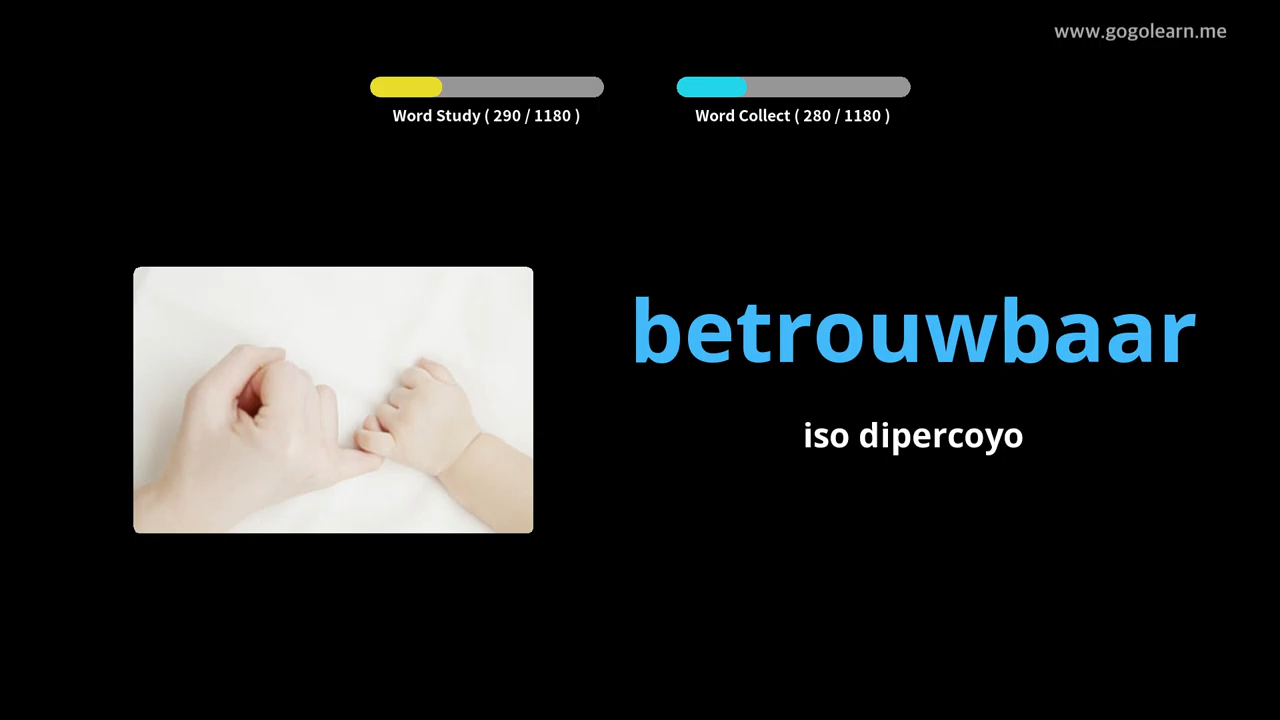 www.gogolearn.me
Word Study ( 290 / 1180 )
Word Collect ( 280 / 1180 )
betrouwbaar
iso dipercoyo